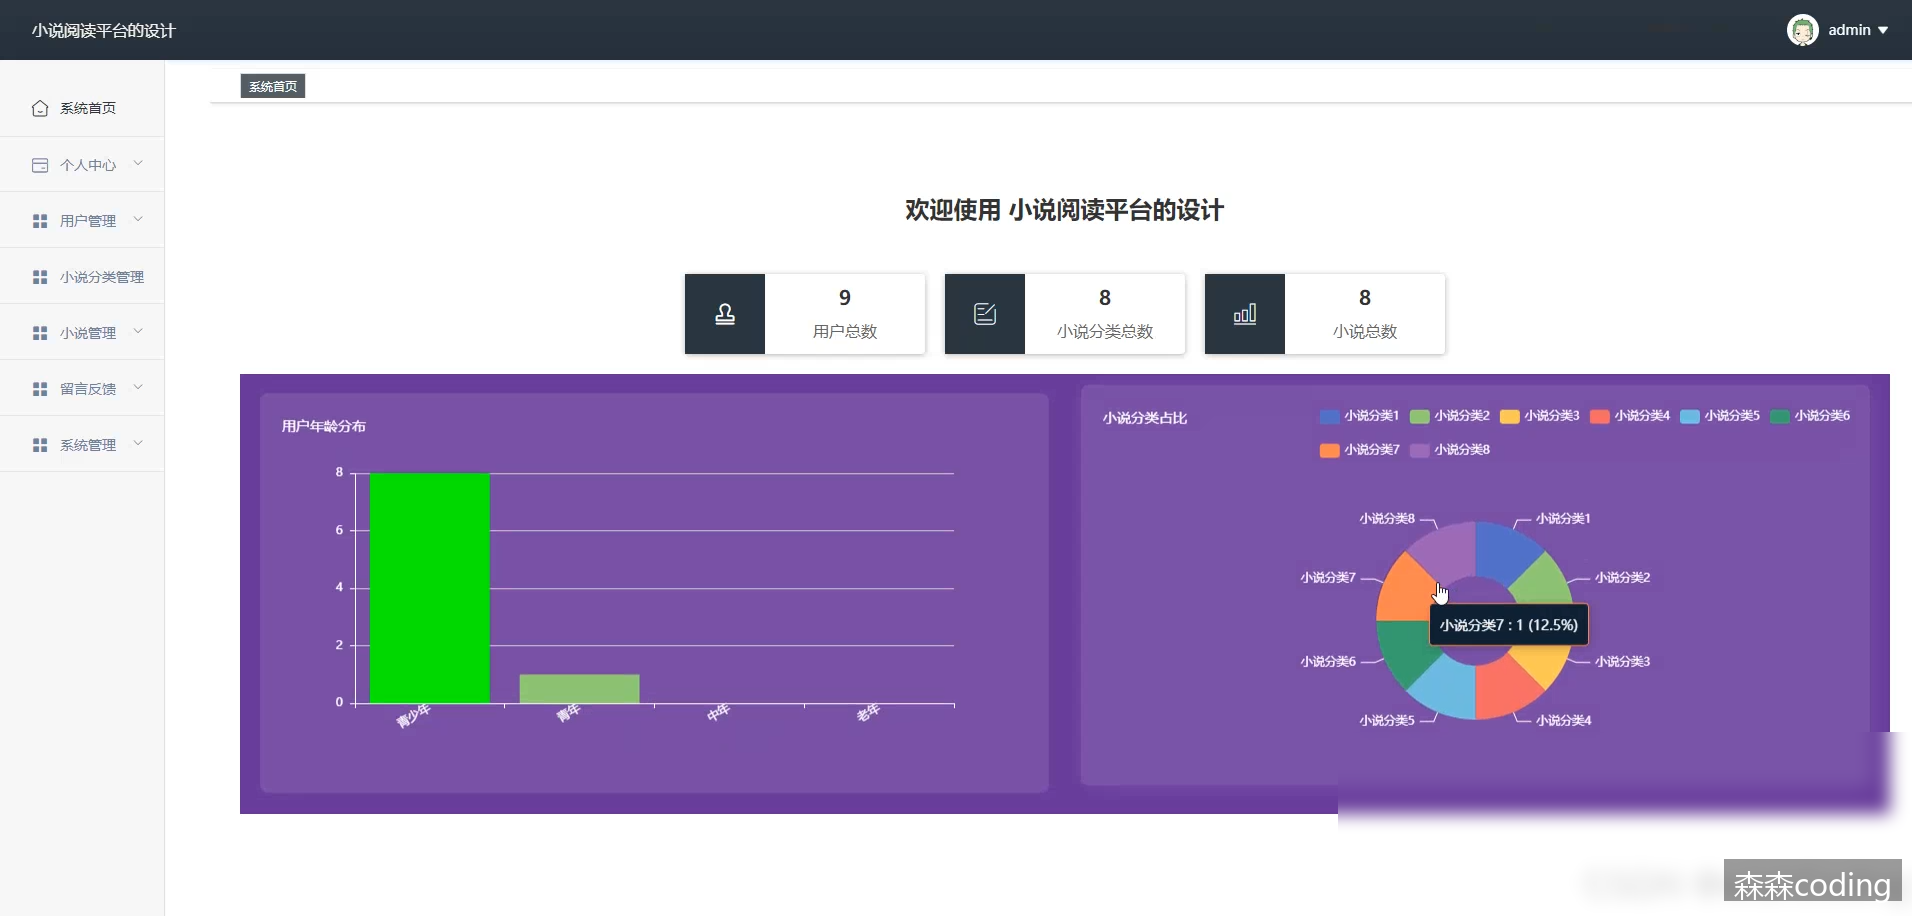 小说阅读平台的设计
admin
系统首页
系统首页
个人中心
用户管理
小说分类管理
小说管理
留言反馈
系统管理
欢迎使用 小说阅读平台的设计
9
用户总数
8
小说分类总数
8
小说总数
用户年龄分布
8
6
4
2
0
青少年
青年
中年
老年
小说分类占比
小说分类1 小说分类2 小说分类3 小说分类4 小说分类5 小说分类6
小说分类7 小说分类8
小说分类8 小说分类1
小说分类7 小说分类2
小说分类7 : 1 (12.5%)
小说分类6 小说分类3
小说分类5 小说分类4
森森coding